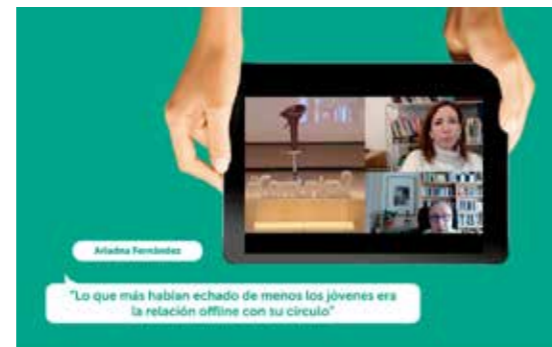 Ariadna Fernández
"Lo que más habían echado de menos los jóvenes era
la relación offline con su círculo"